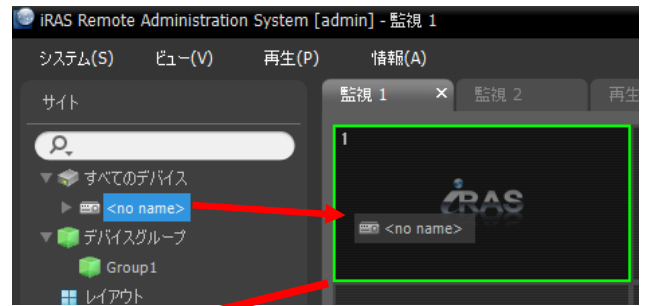 iRAS Remote Administration System [admin] - 監視 1
システム(S) ビュー(V) 再生(P) 情報(A)
サイト
監視 1 × 監視 2 再生
すべてのデバイス
<no name>
デバイスグループ
Group1
レイアウト
1
iRAS
<no name>